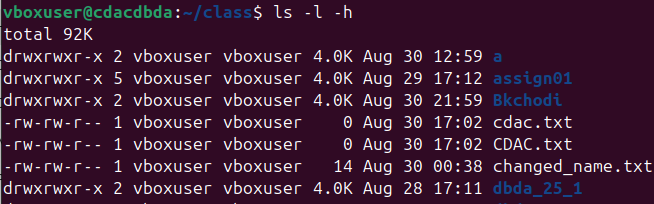 vboxuser@cdacdbda:~/class$ ls -l -h
total 92K
drwxrwxr-x 2 vboxuser vboxuser 4.0K Aug 30 12:59 a
drwxrwxr-x 5 vboxuser vboxuser 4.0K Aug 29 17:12 assign01
drwxrwxr-x 2 vboxuser vboxuser 4.0K Aug 30 21:59 Bkchodi
-rw-rw-r-- 1 vboxuser vboxuser    0 Aug 30 17:02 cdac.txt
-rw-rw-r-- 1 vboxuser vboxuser    0 Aug 30 17:02 CDAC.txt
-rw-rw-r-- 1 vboxuser vboxuser   14 Aug 30 00:38 changed_name.txt
drwxrwxr-x 2 vboxuser vboxuser 4.0K Aug 28 17:11 dbda_25_1